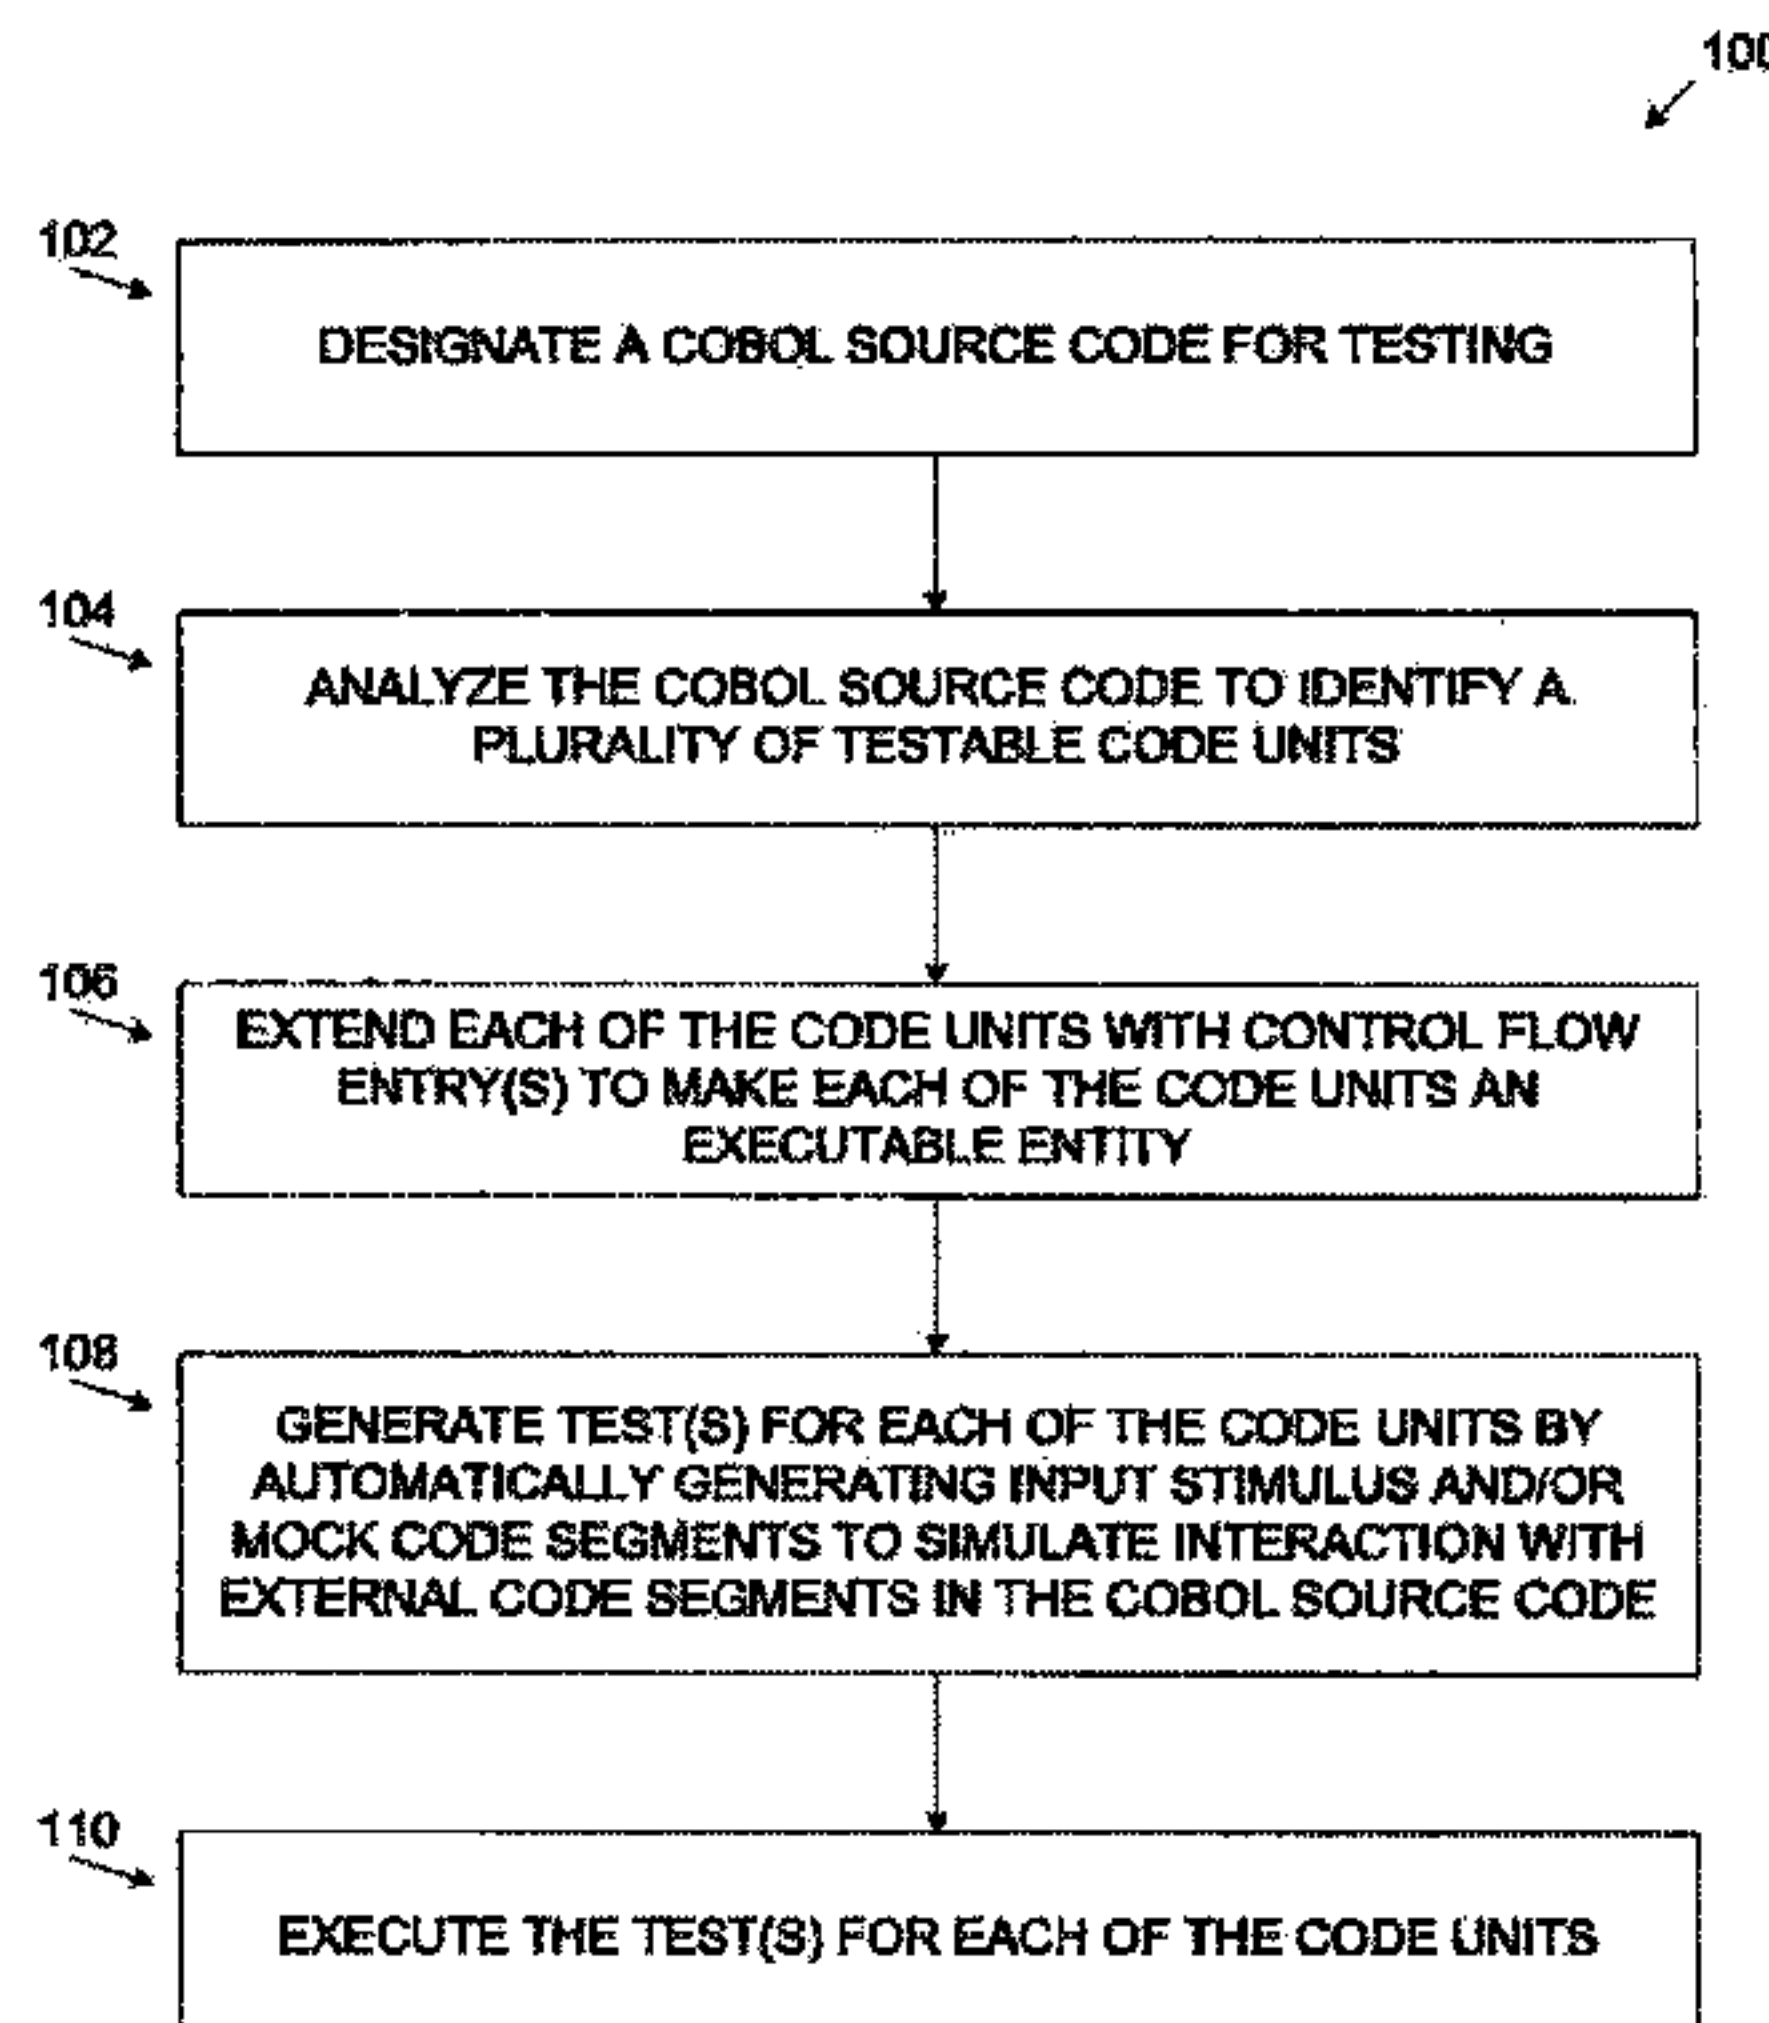 100
102
DESIGNATE A COBOL SOURCE CODE FOR TESTING
104
ANALYZE THE COBOL SOURCE CODE TO IDENTIFY A
PLURALITY OF TESTABLE CODE UNITS
106
EXTEND EACH OF THE CODE UNITS WITH CONTROL FLOW
ENTRY(S) TO MAKE EACH OF THE CODE UNITS AN
EXECUTABLE ENTITY
108
GENERATE TEST(S) FOR EACH OF THE CODE UNITS BY
AUTOMATICALLY GENERATING INPUT STIMULUS AND/OR
MOCK CODE SEGMENTS TO SIMULATE INTERACTION WITH
EXTERNAL CODE SEGMENTS IN THE COBOL SOURCE CODE
110
EXECUTE THE TEST(S) FOR EACH OF THE CODE UNITS